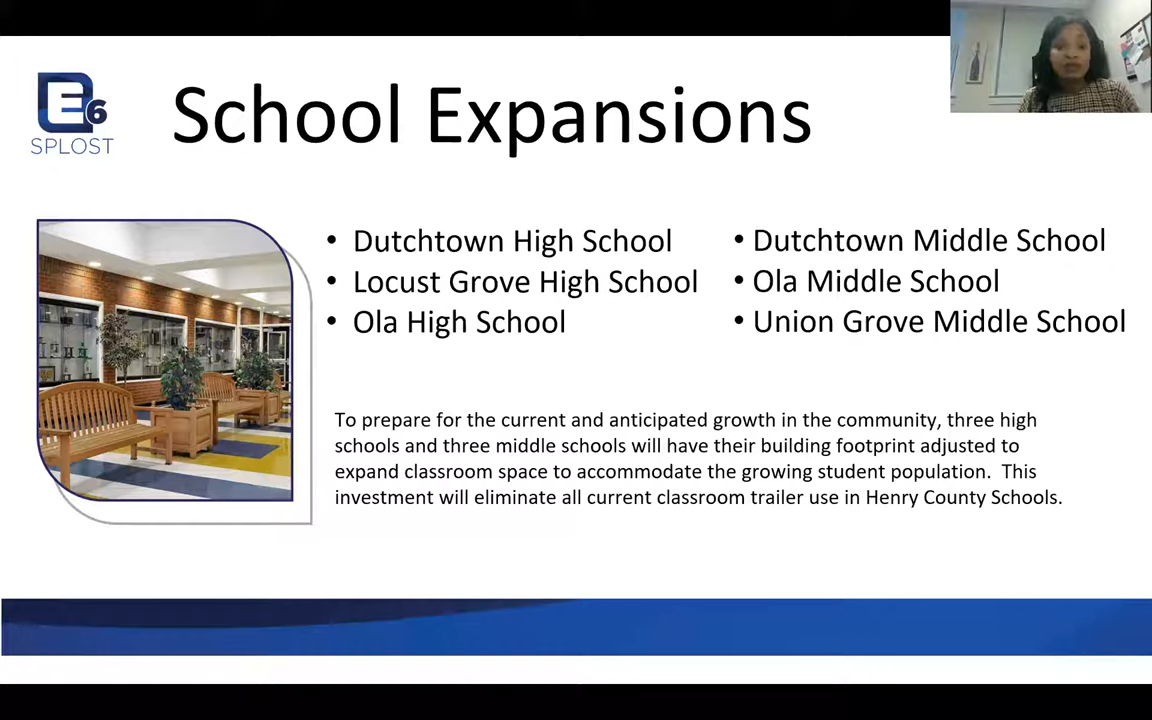 E6
SPLOST
School Expansions
• Dutchtown High School
• Locust Grove High School
• Ola High School
• Dutchtown Middle School
• Ola Middle School
• Union Grove Middle School
To prepare for the current and anticipated growth in the community, three high
schools and three middle schools will have their building footprint adjusted to
expand classroom space to accommodate the growing student population.  This
investment will eliminate all current classroom trailer use in Henry County Schools.